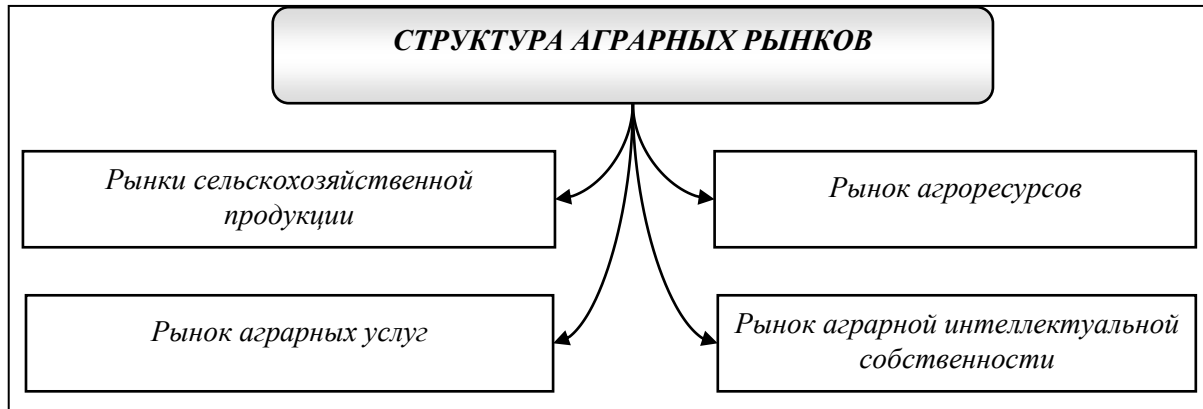 СТРУКТУРА АГРАРНЫХ РЫНКОВ
Рынки сельскохозяйственной
продукции
Рынок агроресурсов
Рынок аграрных услуг
Рынок аграрной интеллектуальной
собственности